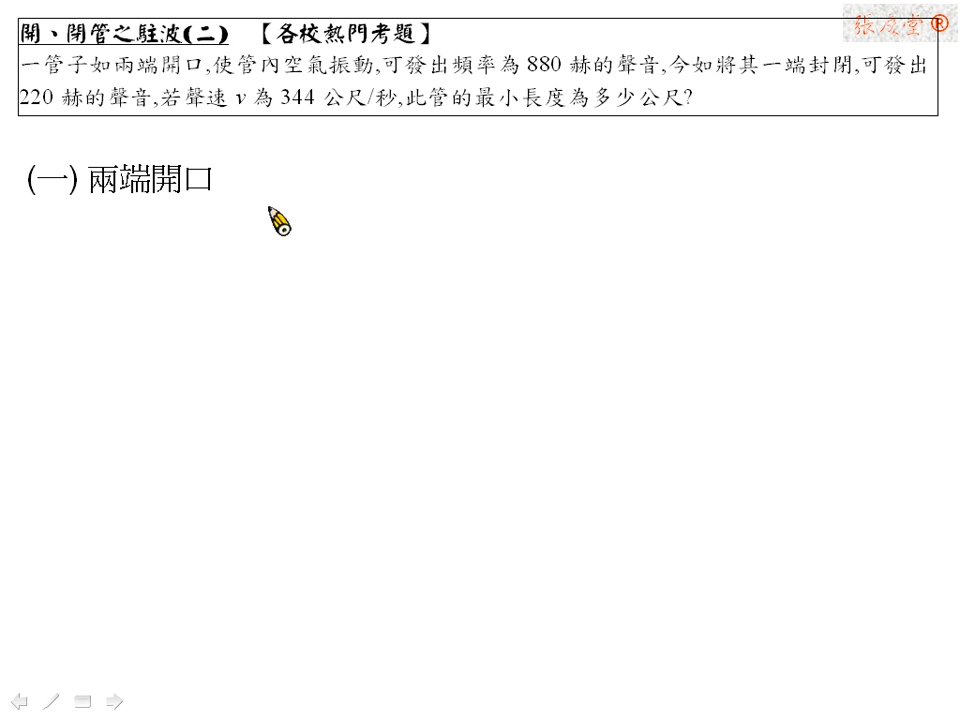 開、閉管之駐波(二) 【各校熱門考題】
一管子如兩端開口,使管內空氣振動,可發出頻率為 880 赫的聲音,今如將其一端封閉,可發出
220 赫的聲音,若聲速 v 為 344 公尺/秒,此管的最小長度為多少公尺?
(一) 兩端開口